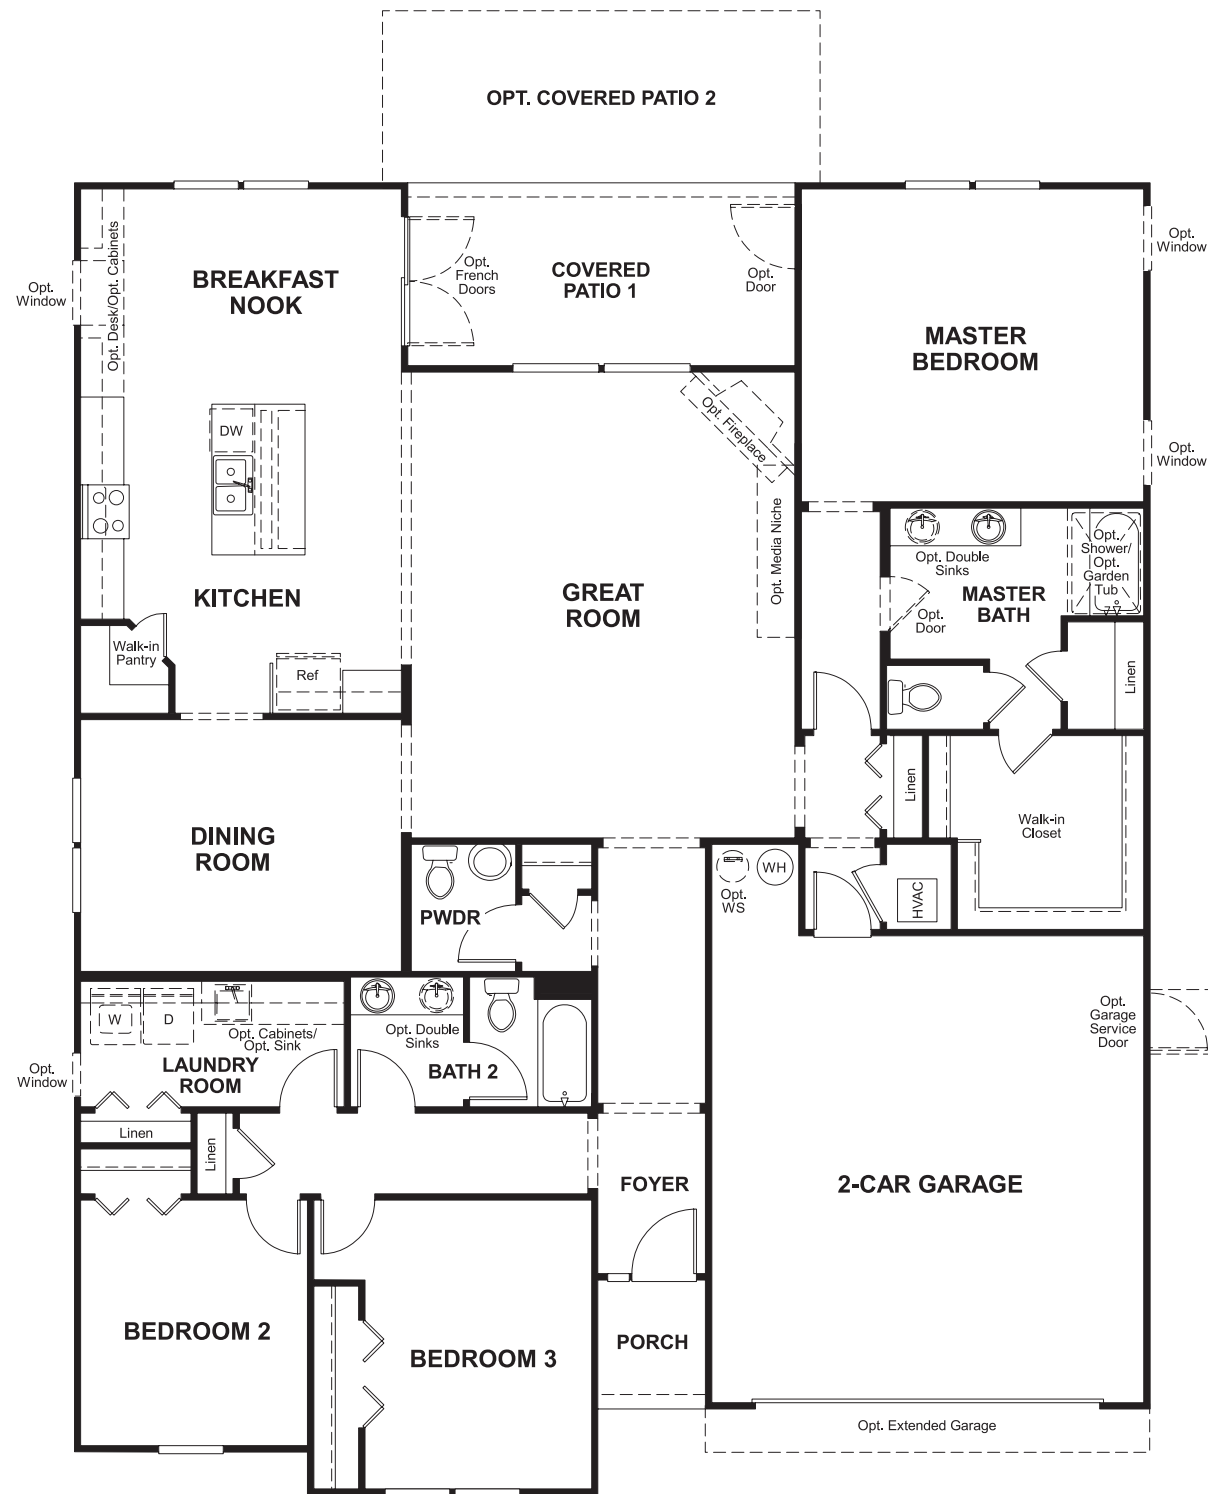 OPT. COVERED PATIO 2
Opt. Desk/Opt. Cabinets
Opt.
Window
BREAKFAST
NOOK
Opt.
French
Doors
COVERED
PATIO 1
Opt.
Door
Opt.
Window
MASTER
BEDROOM
Opt.
Window
Opt. Fireplace
Opt. Media Niche
DW
KITCHEN
Walk-in
Pantry
Ref
GREAT
ROOM
Opt. Double
Sinks
Opt.
Shower/
Opt.
Garden
Tub
MASTER
BATH
Opt.
Door
Linen
Linen
Walk-in
Closet
DINING
ROOM
PWDR
Opt.
WS
WH
HVAC
W
D
Opt. Cabinets/
Opt. Sink
LAUNDRY
ROOM
Opt.
Window
Opt. Double
Sinks
BATH 2
Opt.
Garage
Service
Door
Linen
Linen
FOYER
2-CAR GARAGE
BEDROOM 2
BEDROOM 3
PORCH
Opt. Extended Garage